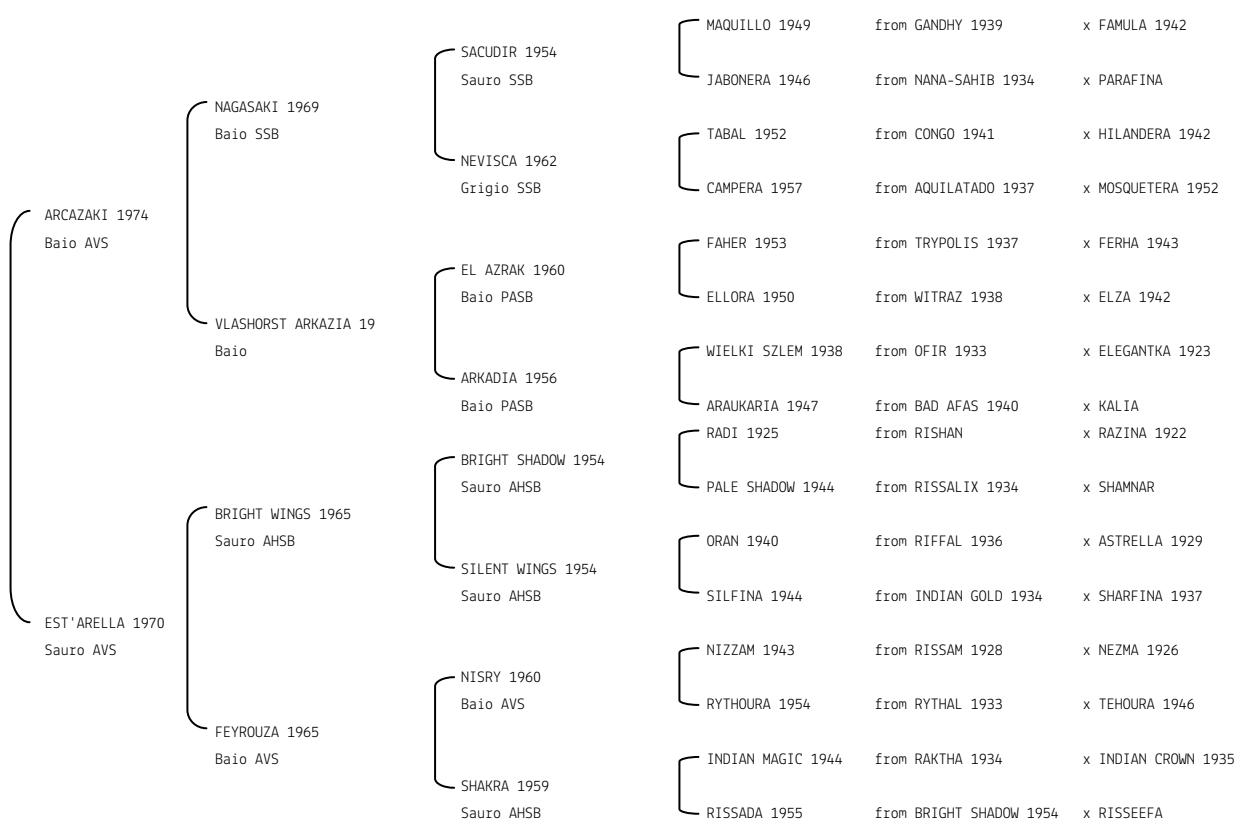 MAQUILLO 1949 from GANDHY 1939 x FAMULA 1942
SACUDIR 1954
Sauro SSB JABONERA 1946 from NANA-SAHIB 1934 x PARAFINA
NAGASAKI 1969
Baio SSB TABAL 1952 from CONGO 1941 x HILANDERA 1942
NEVISCA 1962
Grigio SSB CAMPERA 1957 from AQUILATADO 1937 x MOSQUETERA 1952
ARCAZAKI 1974
Baio AVS FAHER 1953 from TRYPOLIS 1937 x FERHA 1943
EL AZRAK 1960
Baio PASB ELLORA 1950 from WITRAZ 1938 x ELZA 1942
VLASHORST ARKAZIA 19
Baio WIELKI SZLEM 1938 from OFIR 1933 x ELEGANTKA 1923
ARKADIA 1956
Baio PASB ARAUKARIA 1947 from BAD AFAS 1940 x KALIA
RADI 1925 from RISHAN x RAZINA 1922
BRIGHT SHADOW 1954
Sauro AHSB PALE SHADOW 1944 from RISSALIX 1934 x SHAMNAR
BRIGHT WINGS 1965
Sauro AHSB ORAN 1940 from RIFFAL 1936 x ASTRELLA 1929
SILENT WINGS 1954
Sauro AHSB SILFINA 1944 from INDIAN GOLD 1934 x SHARFINA 1937
EST'ARELLA 1970
Sauro AVS NIZZAM 1943 from RISSAM 1928 x NEZMA 1926
NISRY 1960
Baio AVS RYTHOURA 1954 from RYTHAL 1933 x TEHOURA 1946
FEYROUZA 1965
Baio AVS INDIAN MAGIC 1944 from RAKTHA 1934 x INDIAN CROWN 1935
SHAKRA 1959
Sauro AHSB RISSADA 1955 from BRIGHT SHADOW 1954 x RISSEEFA